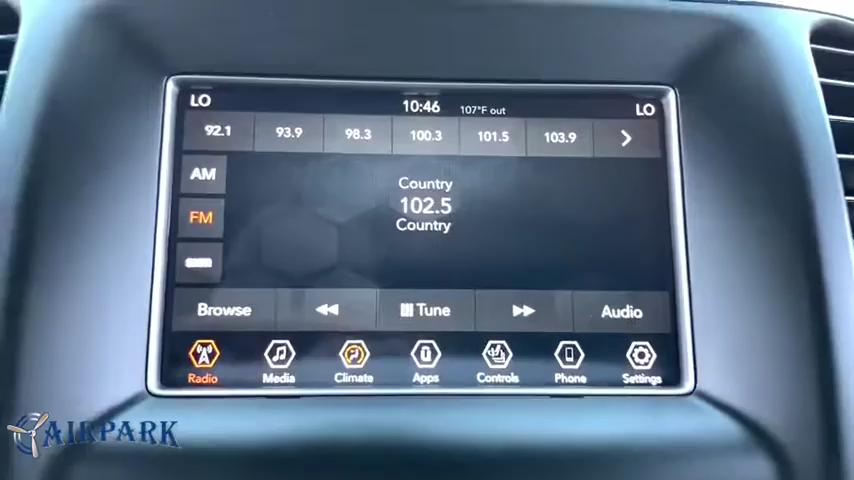 LO 10:46 107°F out LO
92.1 93.9 98.3 100.3 101.5 103.9
AM
Country
FM
102.5
Country
Browse Tune Audio
Radio Media Climate Apps Controls Phone Settings
AIRPARK